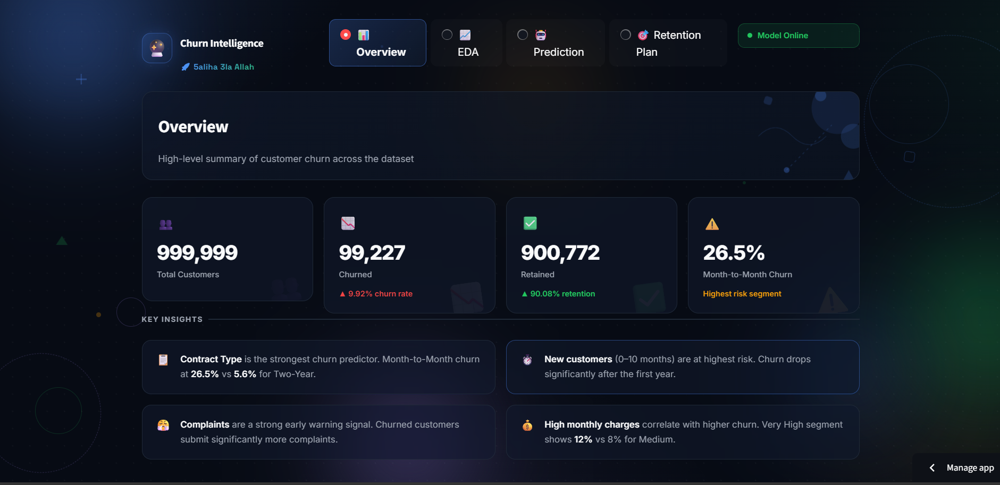 Churn Intelligence
5aliha 3la Allah
Overview
EDA
Prediction
Retention
Plan
Model Online
Overview
High-level summary of customer churn across the dataset
999,999
Total Customers
99,227
Churned
▲ 9.92% churn rate
900,772
Retained
▲ 90.08% retention
26.5%
Month-to-Month Churn
Highest risk segment
KEY INSIGHTS
Contract Type is the strongest churn predictor. Month-to-Month churn
at 26.5% vs 5.6% for Two-Year.
New customers (0–10 months) are at highest risk. Churn drops
significantly after the first year.
Complaints are a strong early warning signal. Churned customers
submit significantly more complaints.
High monthly charges correlate with higher churn. Very High segment
shows 12% vs 8% for Medium.
Manage app